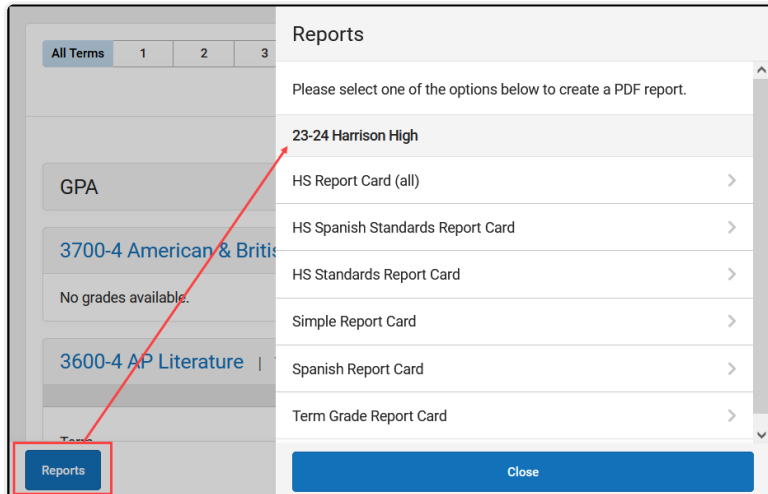 All Terms 1 2 3
GPA
3700-4 American & Britis
No grades available.
3600-4 AP Literature |
Term
Reports
Reports
Please select one of the options below to create a PDF report.
23-24 Harrison High
HS Report Card (all)
HS Spanish Standards Report Card
HS Standards Report Card
Simple Report Card
Spanish Report Card
Term Grade Report Card
Close